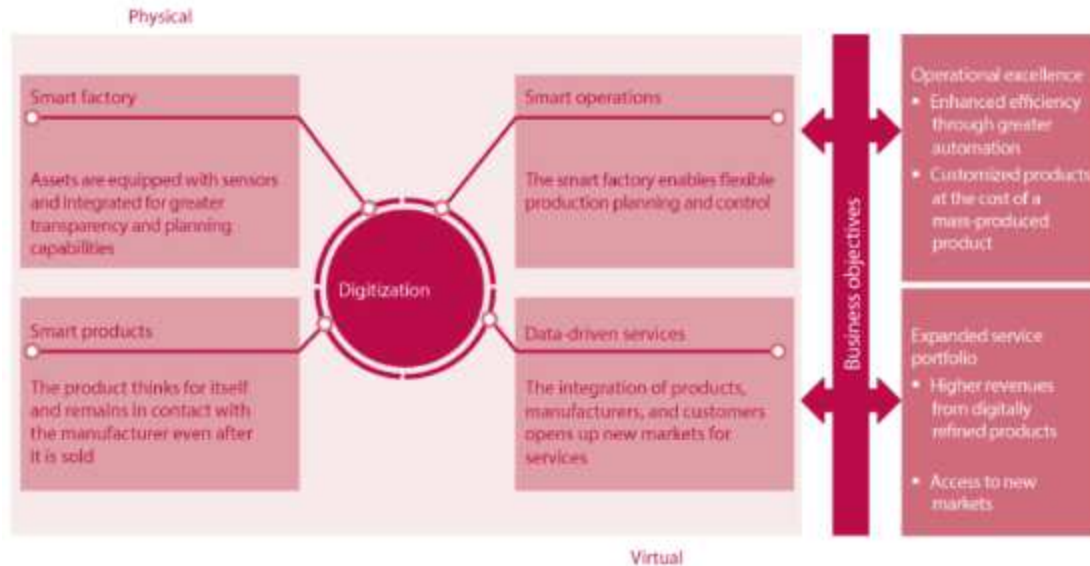 Physical
Smart factory
Assets are equipped with sensors
and integrated for greater
transparency and planning
capabilities
Smart operations
The smart factory enables flexible
production planning and control
Digitization
Smart products
The product thinks for itself
and remains in contact with
the manufacturer even after
it is sold
Data-driven services
The integration of products,
manufacturers, and customers
opens up new markets for
services
Virtual
Business objectives
Operational excellence
▪ Enhanced efficiency
through greater
automation
▪ Customized products
at the cost of a
mass-produced
product
Expanded service
portfolio
▪ Higher revenues
from digitally
refined products
▪ Access to new
markets